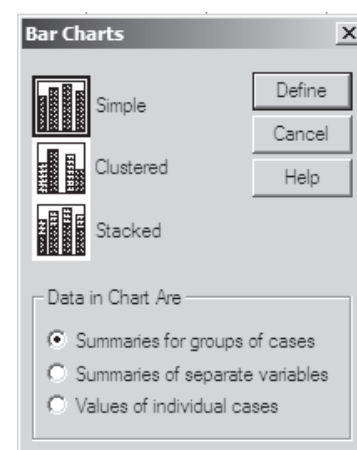 Bar Charts
Simple
Define
Cancel
Clustered
Help
Stacked
Data in Chart Are
Summaries for groups of cases
Summaries of separate variables
Values of individual cases